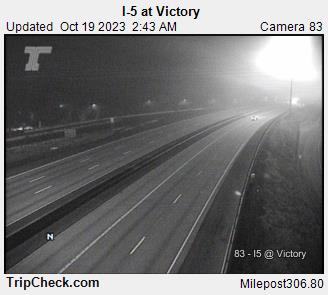 I-5 at Victory
Updated Oct 19 2023 2:43 AM Camera 83
T
N
83 - I5 @ Victory
TripCheck.com Milepost306.80